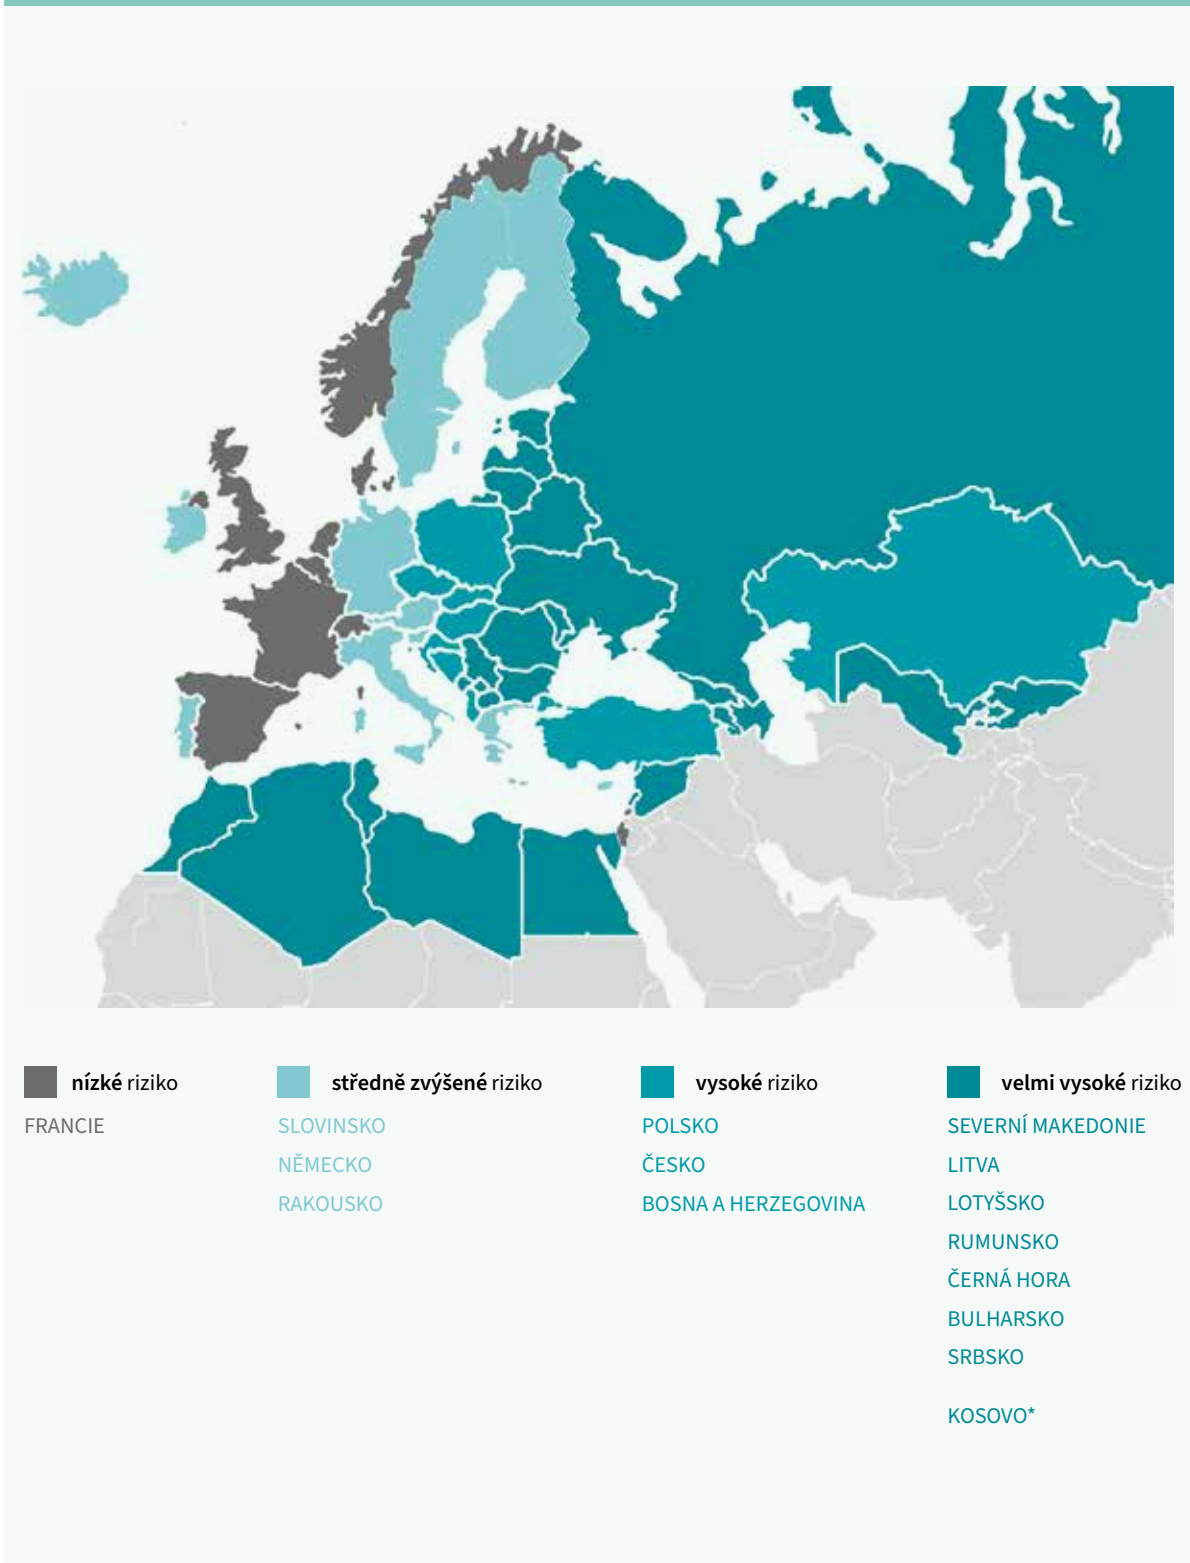 nízké riziko
FRANCIE
středně zvýšené riziko
SLOVINSKO
NĚMECKO
RAKOUSKO
vysoké riziko
POLSKO
ČESKO
BOSNA A HERZEGOVINA
velmi vysoké riziko
SEVERNÍ MAKEDONIE
LITVA
LOTYŠSKO
RUMUNSKO
ČERNÁ HORA
BULHARSKO
SRBSKO
KOSOVO*